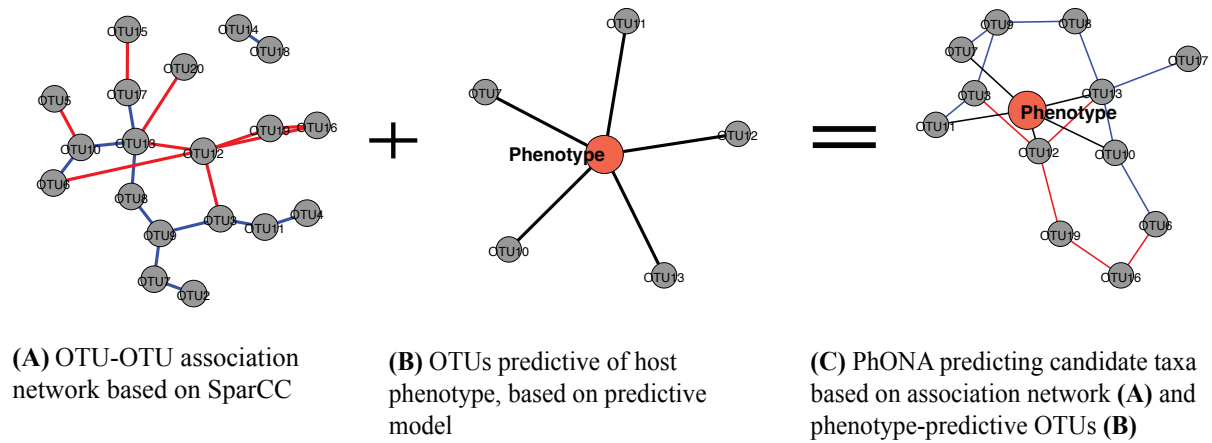 OTU15
OTU14
OTU18
OTU20
OTU17
OTU5
OTU19
OTU16
OTU10
OTU13
OTU12
OTU6
OTU8
OTU3
OTU4
OTU11
OTU9
OTU7
OTU2
+
OTU11
OTU7
OTU12
Phenotype
OTU10
OTU13
=
OTU9
OTU8
OTU7
OTU17
OTU3
OTU13
Phenotype
OTU11
OTU12
OTU10
OTU19
OTU6
OTU16
(A) OTU-OTU association
network based on SparCC
(B) OTUs predictive of host
phenotype, based on predictive
model
(C) PhONA predicting candidate taxa
based on association network (A) and
phenotype-predictive OTUs (B)